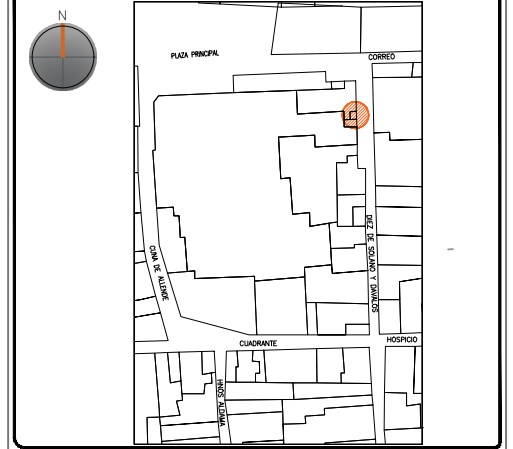 N
PLAZA PRINCIPAL
CORREO
DIEZ DE SOLANO Y DAVALOS
CUNA DE ALLENDE
CUADRANTE
HOSPICIO
HNOS ALDAMA